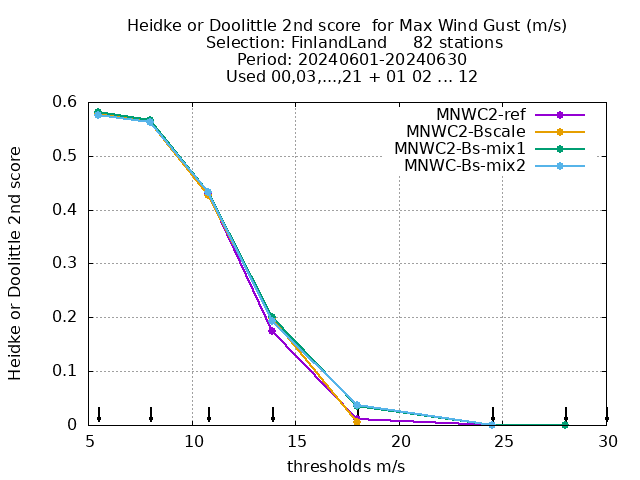 Heidke or Doolittle 2nd score  for Max Wind Gust (m/s)
Selection: FinlandLand     82 stations
Period: 20240601-20240630
Used 00,03,...,21 + 01 02 ... 12
MNWC2-ref
MNWC2-Bscale
MNWC2-Bs-mix1
MNWC-Bs-mix2
Heidke or Doolittle 2nd score
0.6
0.5
0.4
0.3
0.2
0.1
0
5 10 15 20 25 30
thresholds m/s